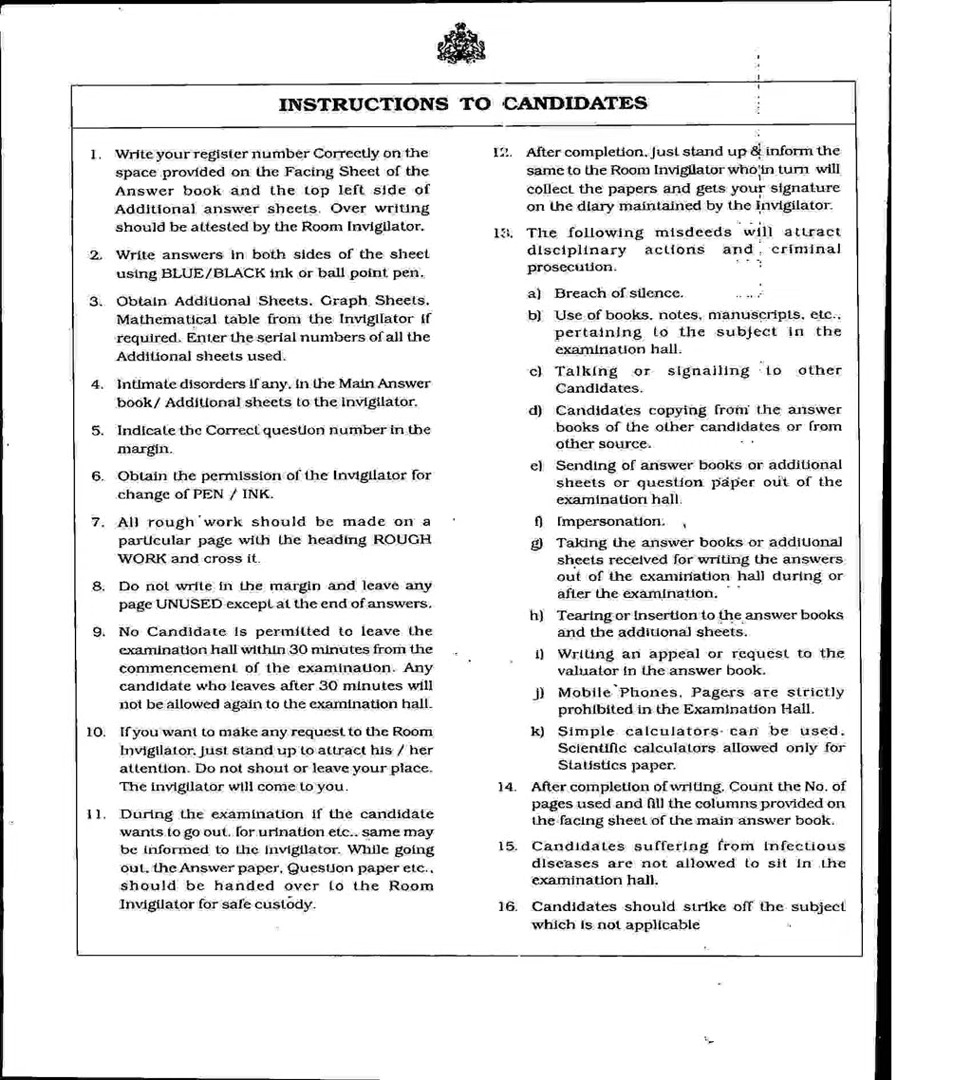 INSTRUCTIONS TO CANDIDATES
1. Write your register number Correctly on the
space provided on the Facing Sheet of the
Answer book and the top left side of
Additional answer sheets. Over writing
should be attested by the Room Invigilator.
2. Write answers in both sides of the sheet
using BLUE/BLACK ink or ball point pen.
3. Obtain Additional Sheets, Graph Sheets,
Mathematical table from the Invigilator if
required. Enter the serial numbers of all the
Additional sheets used.
4. Intimate disorders if any, in the Main Answer
book/ Additional sheets to the invigilator.
5. Indicate the Correct question number in the
margin.
6. Obtain the permission of the Invigilator for
change of PEN / INK.
7. All rough work should be made on a
particular page with the heading ROUGH
WORK and cross it.
8. Do not write in the margin and leave any
page UNUSED except at the end of answers.
9. No Candidate is permitted to leave the
examination hall within 30 minutes from the
commencement of the examination. Any
candidate who leaves after 30 minutes will
not be allowed again to the examination hall.
10. If you want to make any request to the Room
Invigilator, just stand up to attract his / her
attention. Do not shout or leave your place.
The invigilator will come to you.
11. During the examination if the candidate
wants to go out, for urination etc., same may
be informed to the invigilator. While going
out, the Answer paper, Question paper etc.,
should be handed over to the Room
Invigilator for safe custody.
12. After completion, just stand up & inform the
same to the Room Invigilator who in turn will
collect the papers and gets your signature
on the diary maintained by the Invigilator.
13. The following misdeeds will attract
disciplinary actions and criminal
prosecution.
a) Breach of silence.
b) Use of books, notes, manuscripts, etc.,
pertaining to the subject in the
examination hall.
c) Talking or signalling to other
Candidates.
d) Candidates copying from the answer
books of the other candidates or from
other source.
e) Sending of answer books or additional
sheets or question paper out of the
examination hall.
f) Impersonation.
g) Taking the answer books or additional
sheets received for writing the answers
out of the examination hall during or
after the examination.
h) Tearing or insertion to the answer books
and the additional sheets.
i) Writing an appeal or request to the
valuator in the answer book.
j) Mobile Phones, Pagers are strictly
prohibited in the Examination Hall.
k) Simple calculators can be used.
Scientific calculators allowed only for
Statistics paper.
14. After completion of writing, Count the No. of
pages used and fill the columns provided on
the facing sheet of the main answer book.
15. Candidates suffering from infectious
diseases are not allowed to sit in the
examination hall.
16. Candidates should strike off the subject
which is not applicable